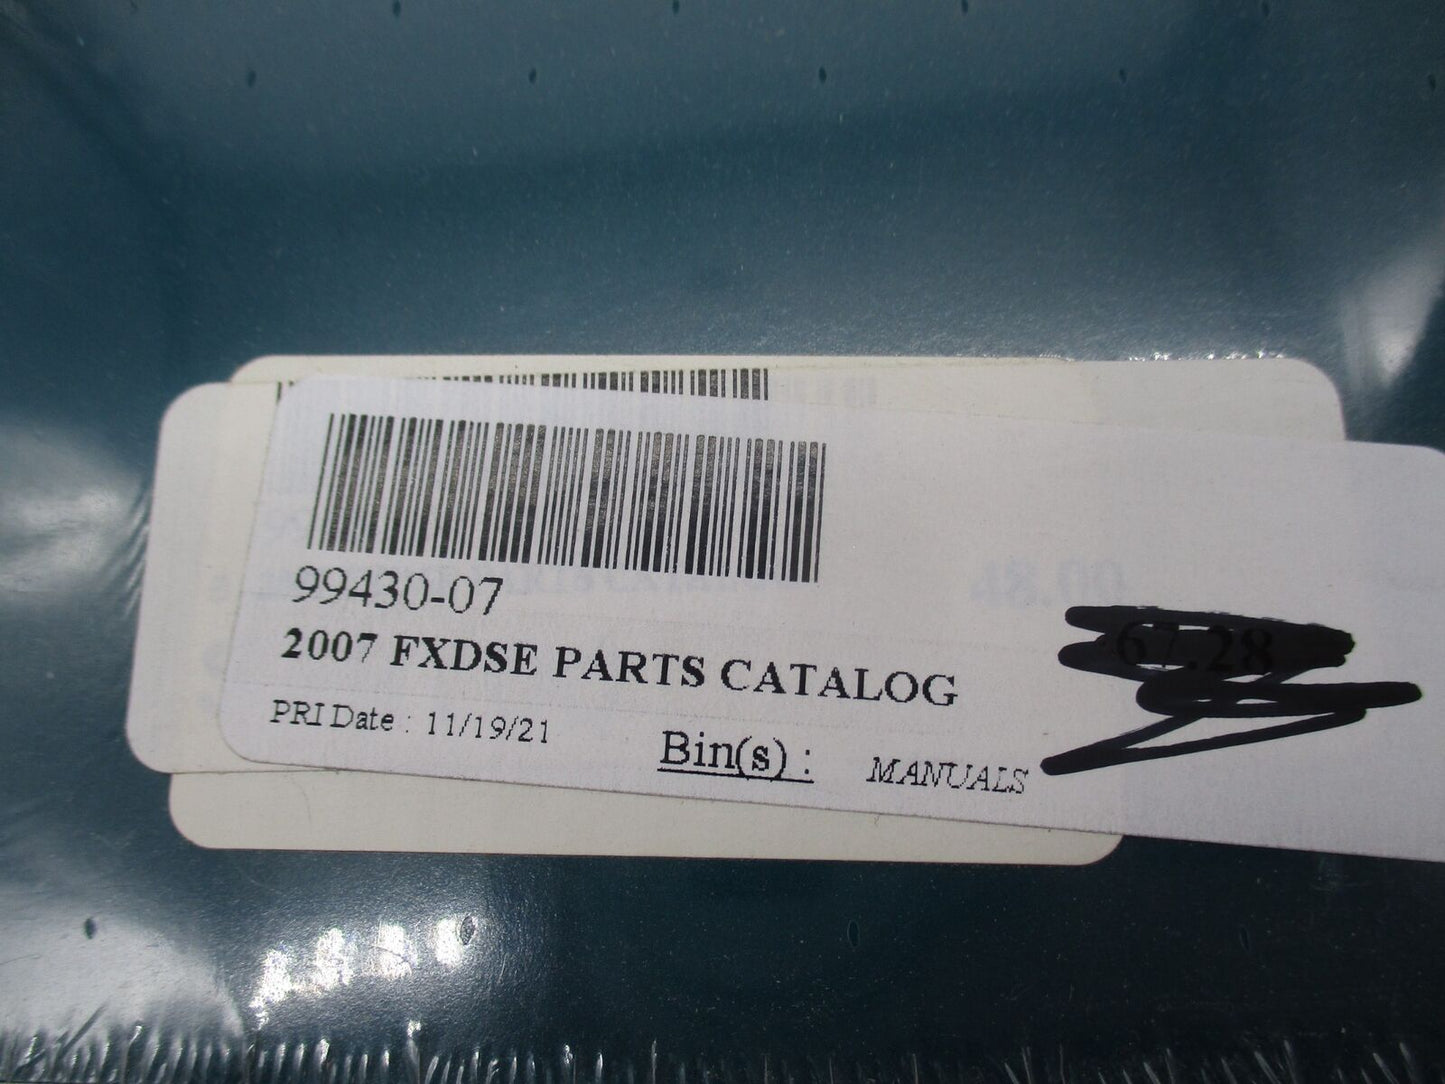 99430-07
2007 FXDSE PARTS CATALOG
67.28
PRI Date : 11/19/21
Bin(s) : MANUALS